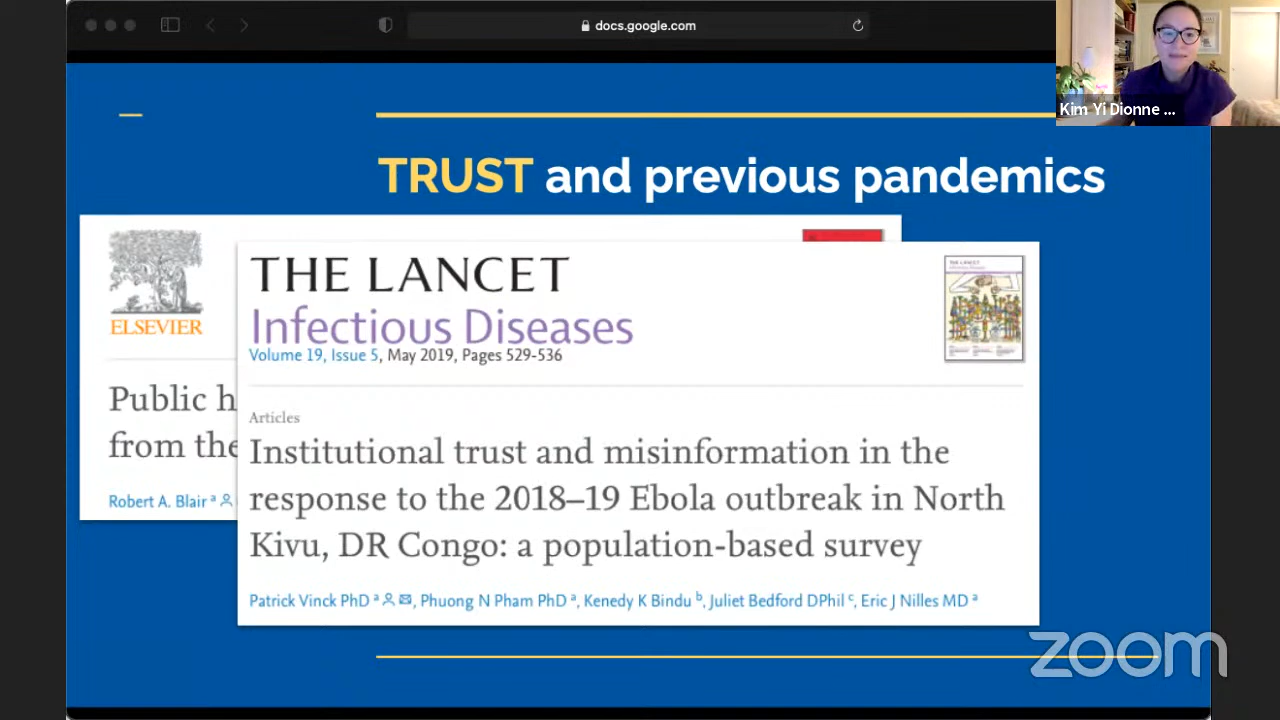 docs.google.com
Kim Yi Dionne ...
TRUST and previous pandemics
ELSEVIER
Public h
from the
Robert A. Blair a
THE LANCET
Infectious Diseases
Volume 19, Issue 5, May 2019, Pages 529-536
THE LANCET
Articles
Institutional trust and misinformation in the
response to the 2018–19 Ebola outbreak in North
Kivu, DR Congo: a population-based survey
Patrick Vinck PhD a, Phuong N Pham PhD a, Kenedy K Bindu b, Juliet Bedford DPhil c, Eric J Nilles MD a
zoom